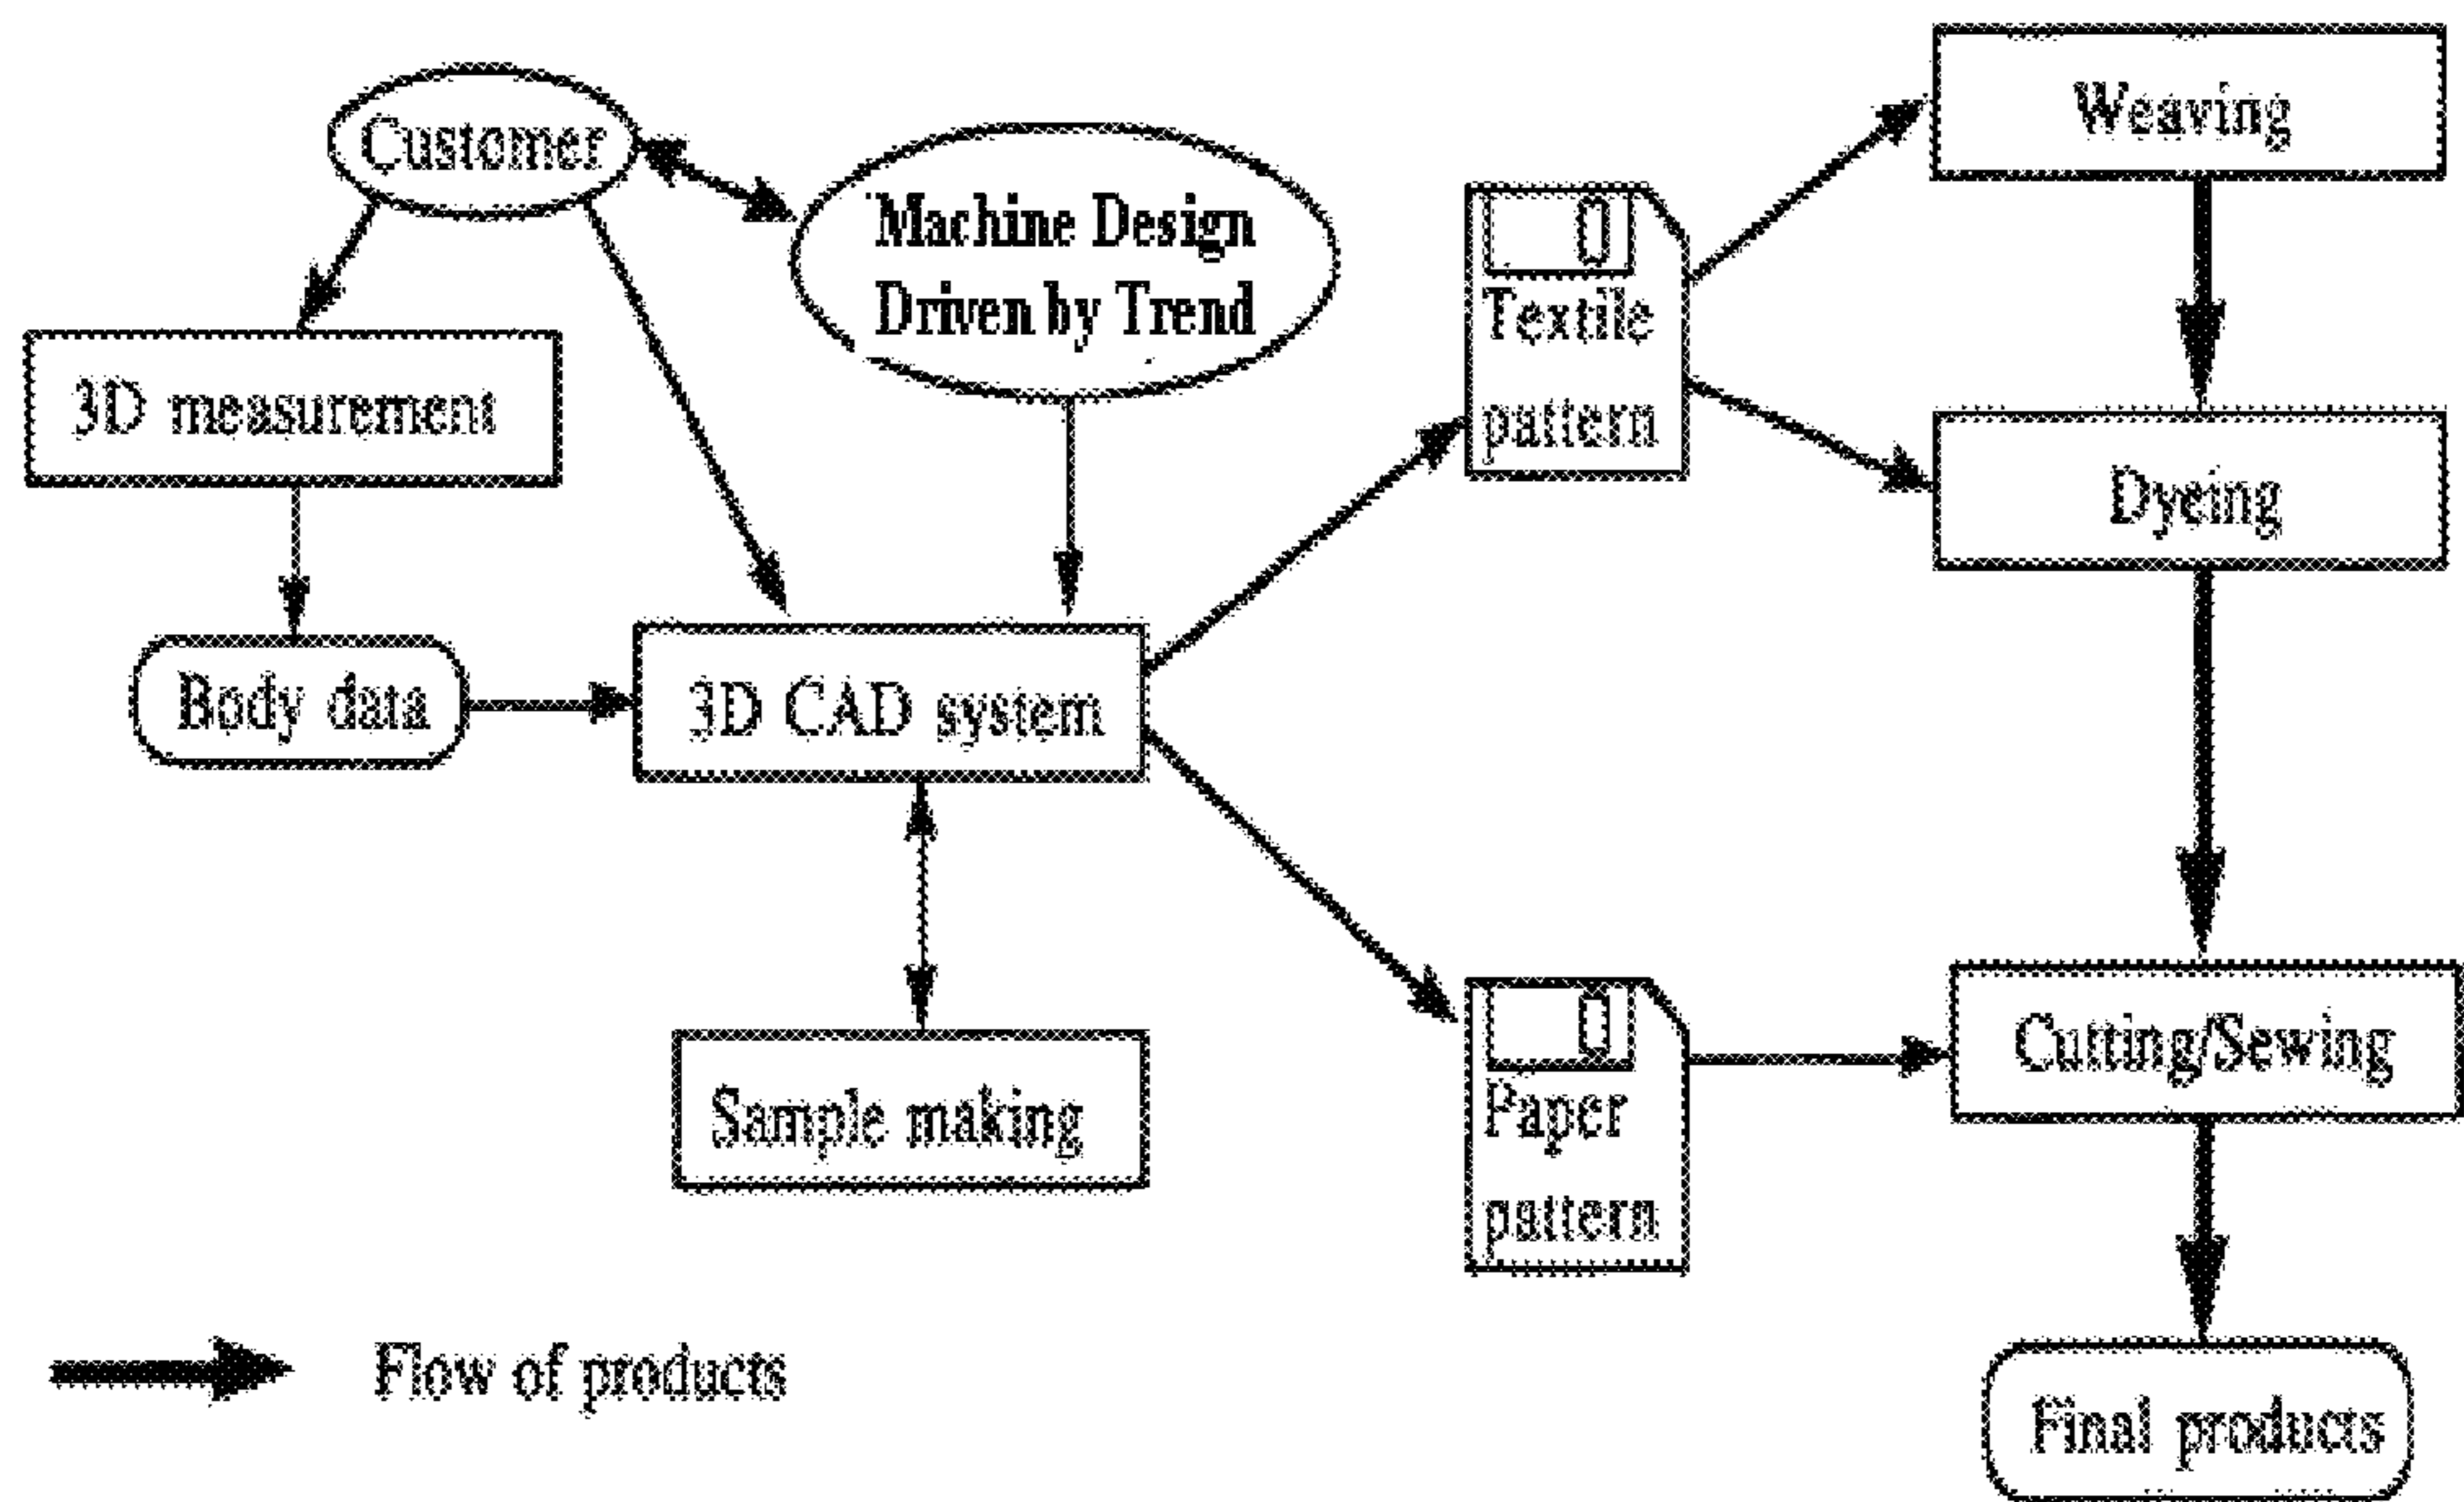 Customer
Machine Design
Driven by Trend
3D measurement
Body data
3D CAD system
Sample making
Textile
pattern
Paper
pattern
Weaving
Dyeing
Cutting/Sewing
Final products
Flow of products